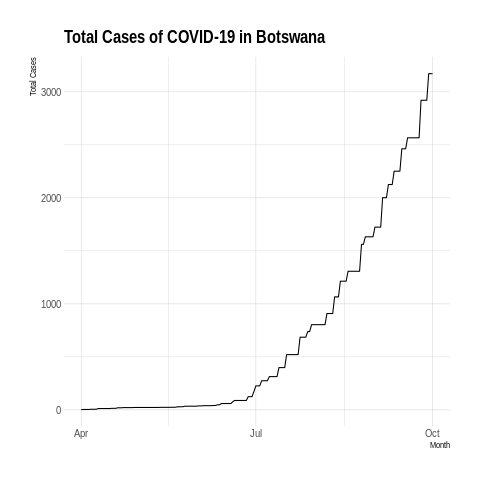 Total Cases of COVID-19 in Botswana
Total Cases
3000
2000
1000
0
Apr
Jul
Oct
Month